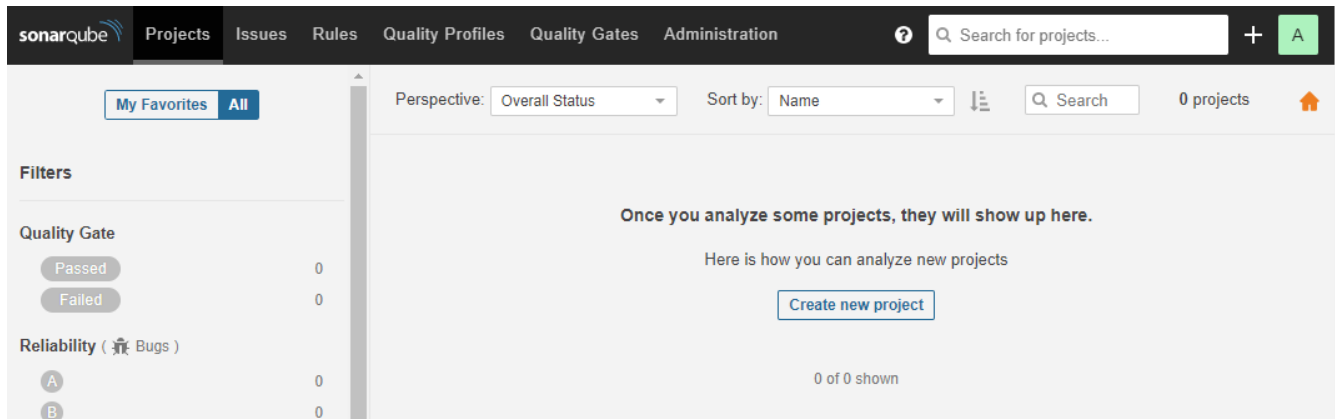 sonarqube Projects Issues Rules Quality Profiles Quality Gates Administration ? Search for projects... + A
My Favorites All
Perspective: Overall Status Sort by: Name Search 0 projects
Filters
Quality Gate
Passed 0
Failed 0
Reliability ( Bugs )
A 0
B 0
Once you analyze some projects, they will show up here.
Here is how you can analyze new projects
Create new project
0 of 0 shown